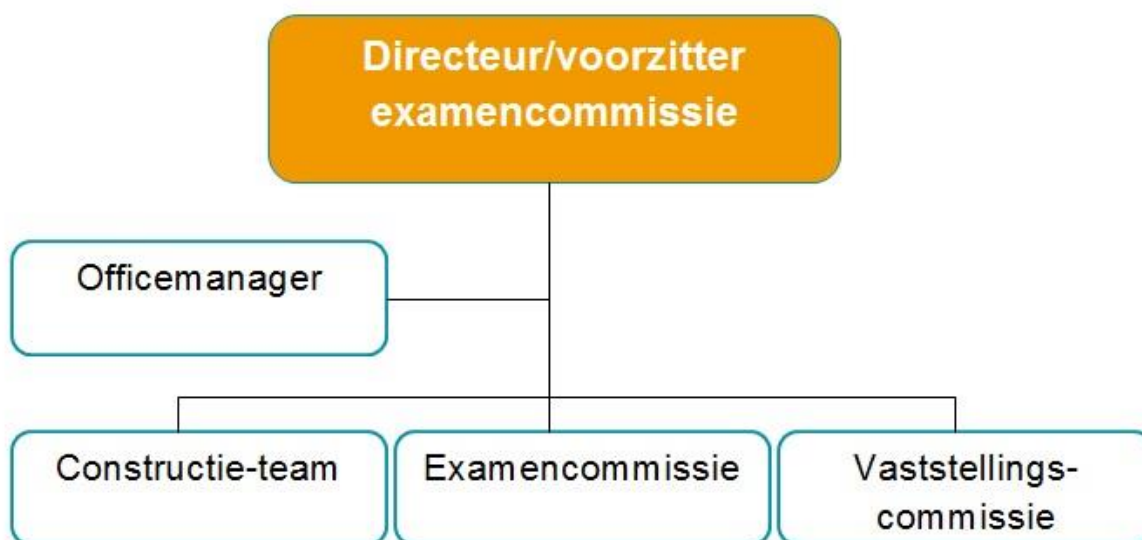 Directeur/voorzitter
examencommissie
Officemanager
Constructie-team
Examencommissie
Vaststellings-
commissie